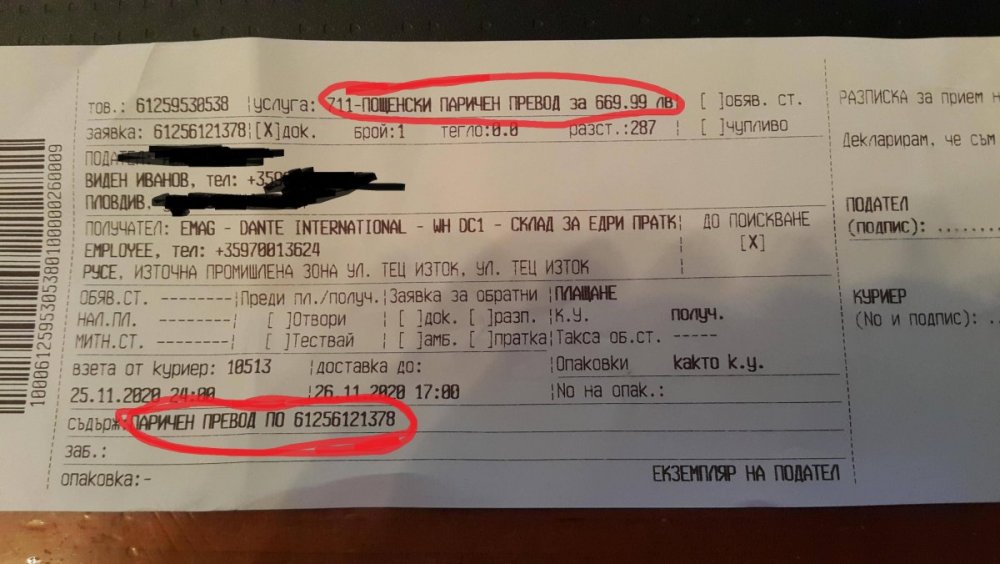 тов.: 61259530538 |услуга: 711-ПОЩЕНСКИ ПАРИЧЕН ПРЕВОД за 669.99 лв [ ]обяв. ст.
заявка: 61256121378|[X]док. брой:1 тегло:0.0 разст.:287 [ ]чупливо
ПОДАТЕЛ
ВИДЕН ИВАНОВ, тел: +359
ПЛОВДИВ,
ПОЛУЧАТЕЛ: EMAG - DANTE INTERNATIONAL - WH DC1 - СКЛАД ЗА ЕДРИ ПРАТК| ДО ПОИСКВАНЕ
EMPLOYEE, тел: +35970013624 [X]
РУСЕ, ИЗТОЧНА ПРОМИШЛЕНА ЗОНА УЛ. ТЕЦ ИЗТОК, УЛ. ТЕЦ ИЗТОК
ОБЯВ.СТ. --------|Преди пл./получ.|Заявка за обратни |ПЛАЩАНЕ
НАЛ.ПЛ. --------| [ ]Отвори | [ ]док. [ ]разп. |К.У. получ.
МИТН.СТ. --------| [ ]Тествай | [ ]амб. [ ]пратка|Такса об.ст. -----
взета от куриер: 10513 |доставка до: |Опаковки както к.у.
25.11.2020 24:00 |26.11.2020 17:00 |No на опак.: -----
съдърж:ПАРИЧЕН ПРЕВОД ПО 61256121378
заб.:
опаковка:-
ЕКЗЕМПЛЯР НА ПОДАТЕЛ
РАЗПИСКА за прием н
Декларирам, че съм
ПОДАТЕЛ
(подпис): ........
КУРИЕР
(No и подпис): ..
1000612595305380100000260009